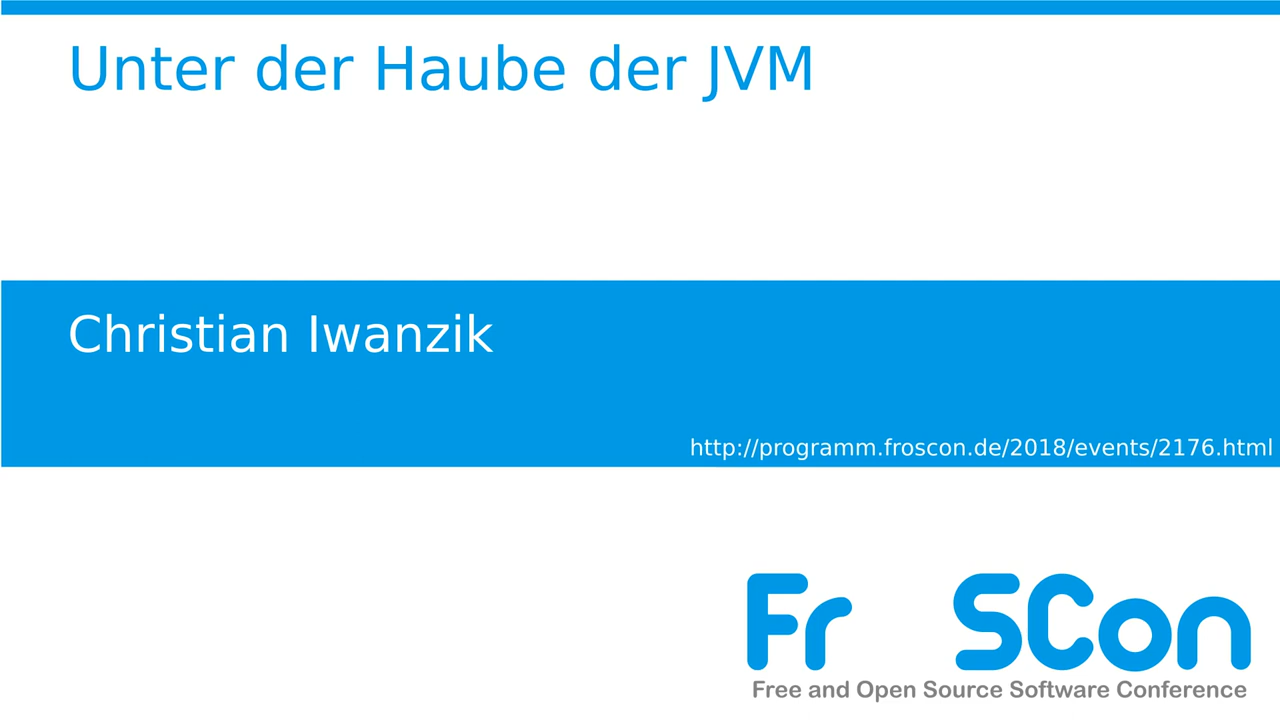 Unter der Haube der JVM
Christian Iwanzik
http://programm.froscon.de/2018/events/2176.html
Fr SCon
Free and Open Source Software Conference